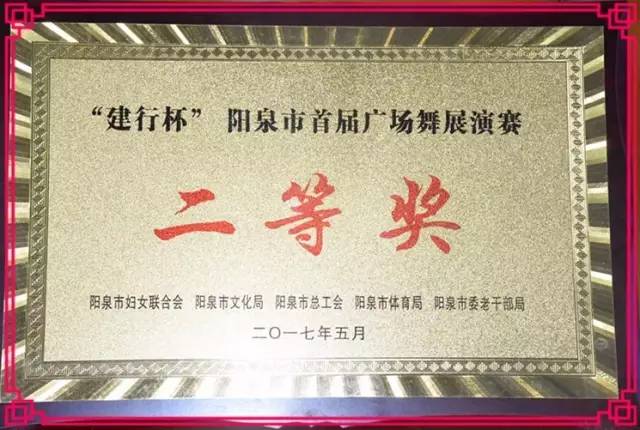 “建行杯” 阳泉市首届广场舞展演赛
二等奖
阳泉市妇女联合会 阳泉市文化局 阳泉市总工会 阳泉市体育局 阳泉市委老干部局
二〇一七年五月